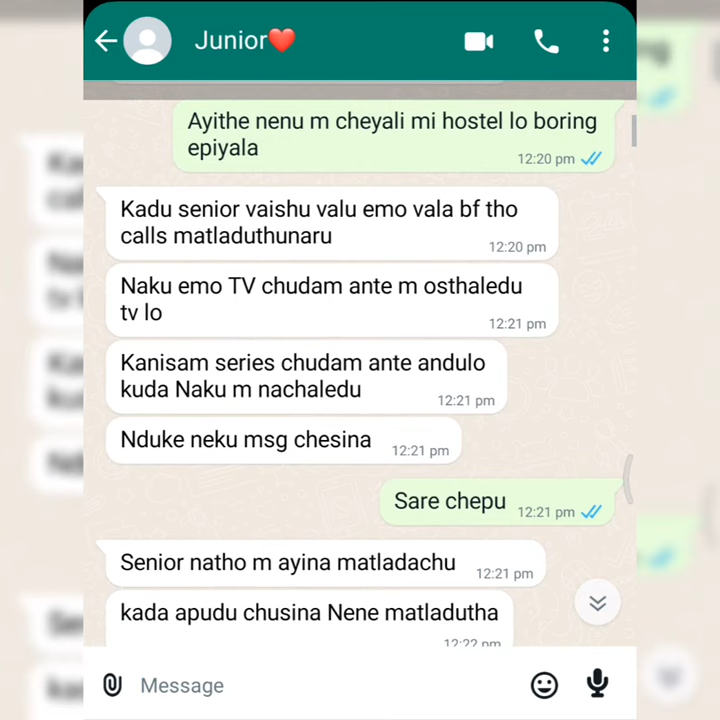 Junior❤️
Ayithe nenu m cheyali mi hostel lo boring
epiyala
12:20 pm
Kadu senior vaishu valu emo vala bf tho
calls matladuthunaru
12:20 pm
Naku emo TV chudam ante m osthaledu
tv lo
12:21 pm
Kanisam series chudam ante andulo
kuda Naku m nachaledu
12:21 pm
Nduke neku msg chesina
12:21 pm
Sare chepu
12:21 pm
Senior natho m ayina matladachu
12:21 pm
kada apudu chusina Nene matladutha
12:22 pm
Message